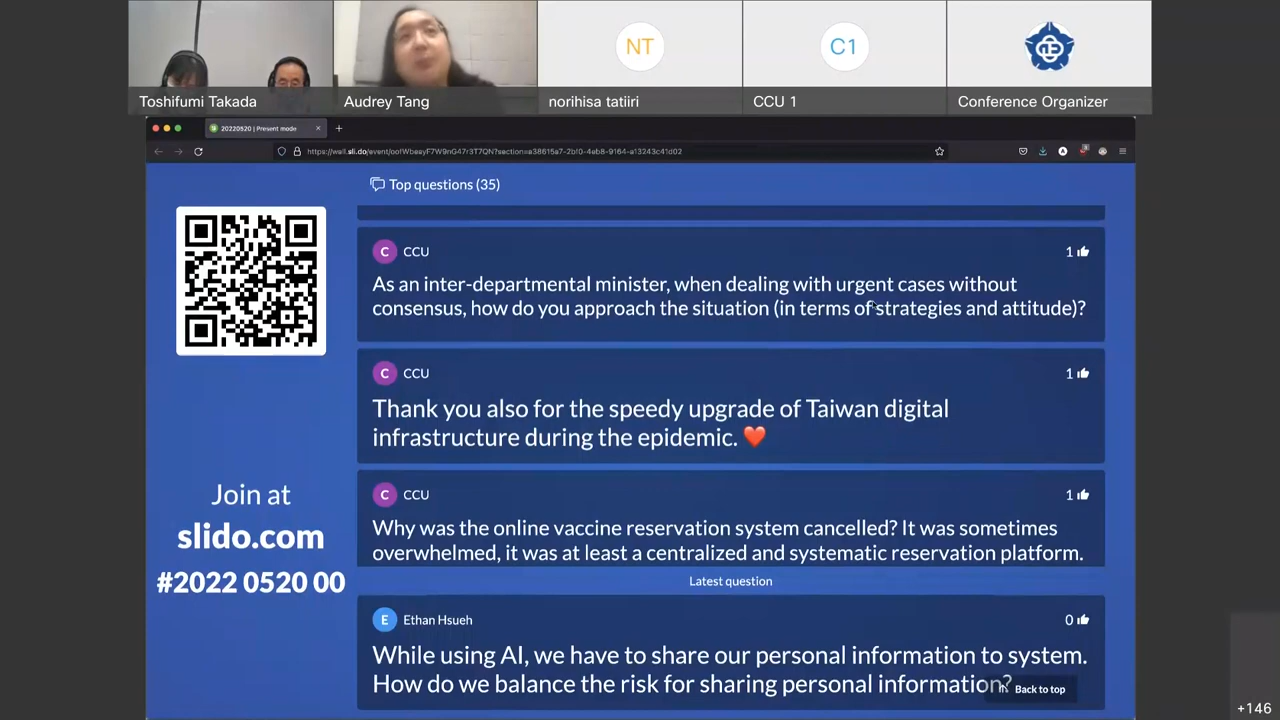 NT
C1
Toshifumi Takada
Audrey Tang
norihisa tatiiri
CCU 1
Conference Organizer
20220520 | Present mode
Top questions (35)
C CCU 1
As an inter-departmental minister, when dealing with urgent cases without
consensus, how do you approach the situation (in terms of strategies and attitude)?
C CCU 1
Thank you also for the speedy upgrade of Taiwan digital
infrastructure during the epidemic. ❤️
C CCU 1
Why was the online vaccine reservation system cancelled? It was sometimes
overwhelmed, it was at least a centralized and systematic reservation platform.
Join at
slido.com
#2022 0520 00
Latest question
E Ethan Hsueh 0
While using AI, we have to share our personal information to system.
How do we balance the risk for sharing personal information?
Back to top
+146